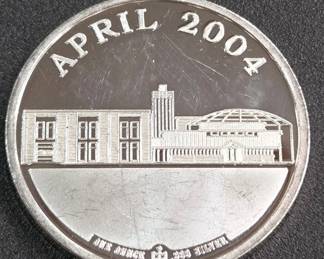 APRIL 2004
ONE OUNCE .999 SILVER